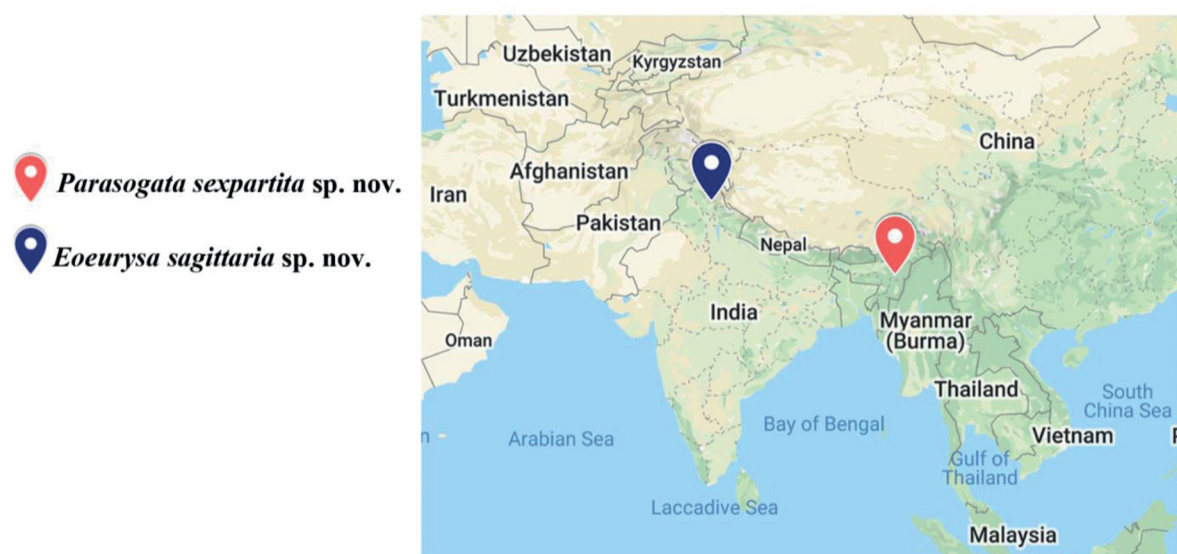 Parasogata sexpartita sp. nov.
Eoeurysa sagittaria sp. nov.
Uzbekistan
Kyrgyzstan
Turkmenistan
China
Afghanistan
Iran
Pakistan
Nepal
India
Oman
Myanmar
(Burma)
Thailand
South
China Sea
Bay of Bengal
Arabian Sea
Vietnam
Gulf of
Thailand
Laccadive Sea
Malaysia